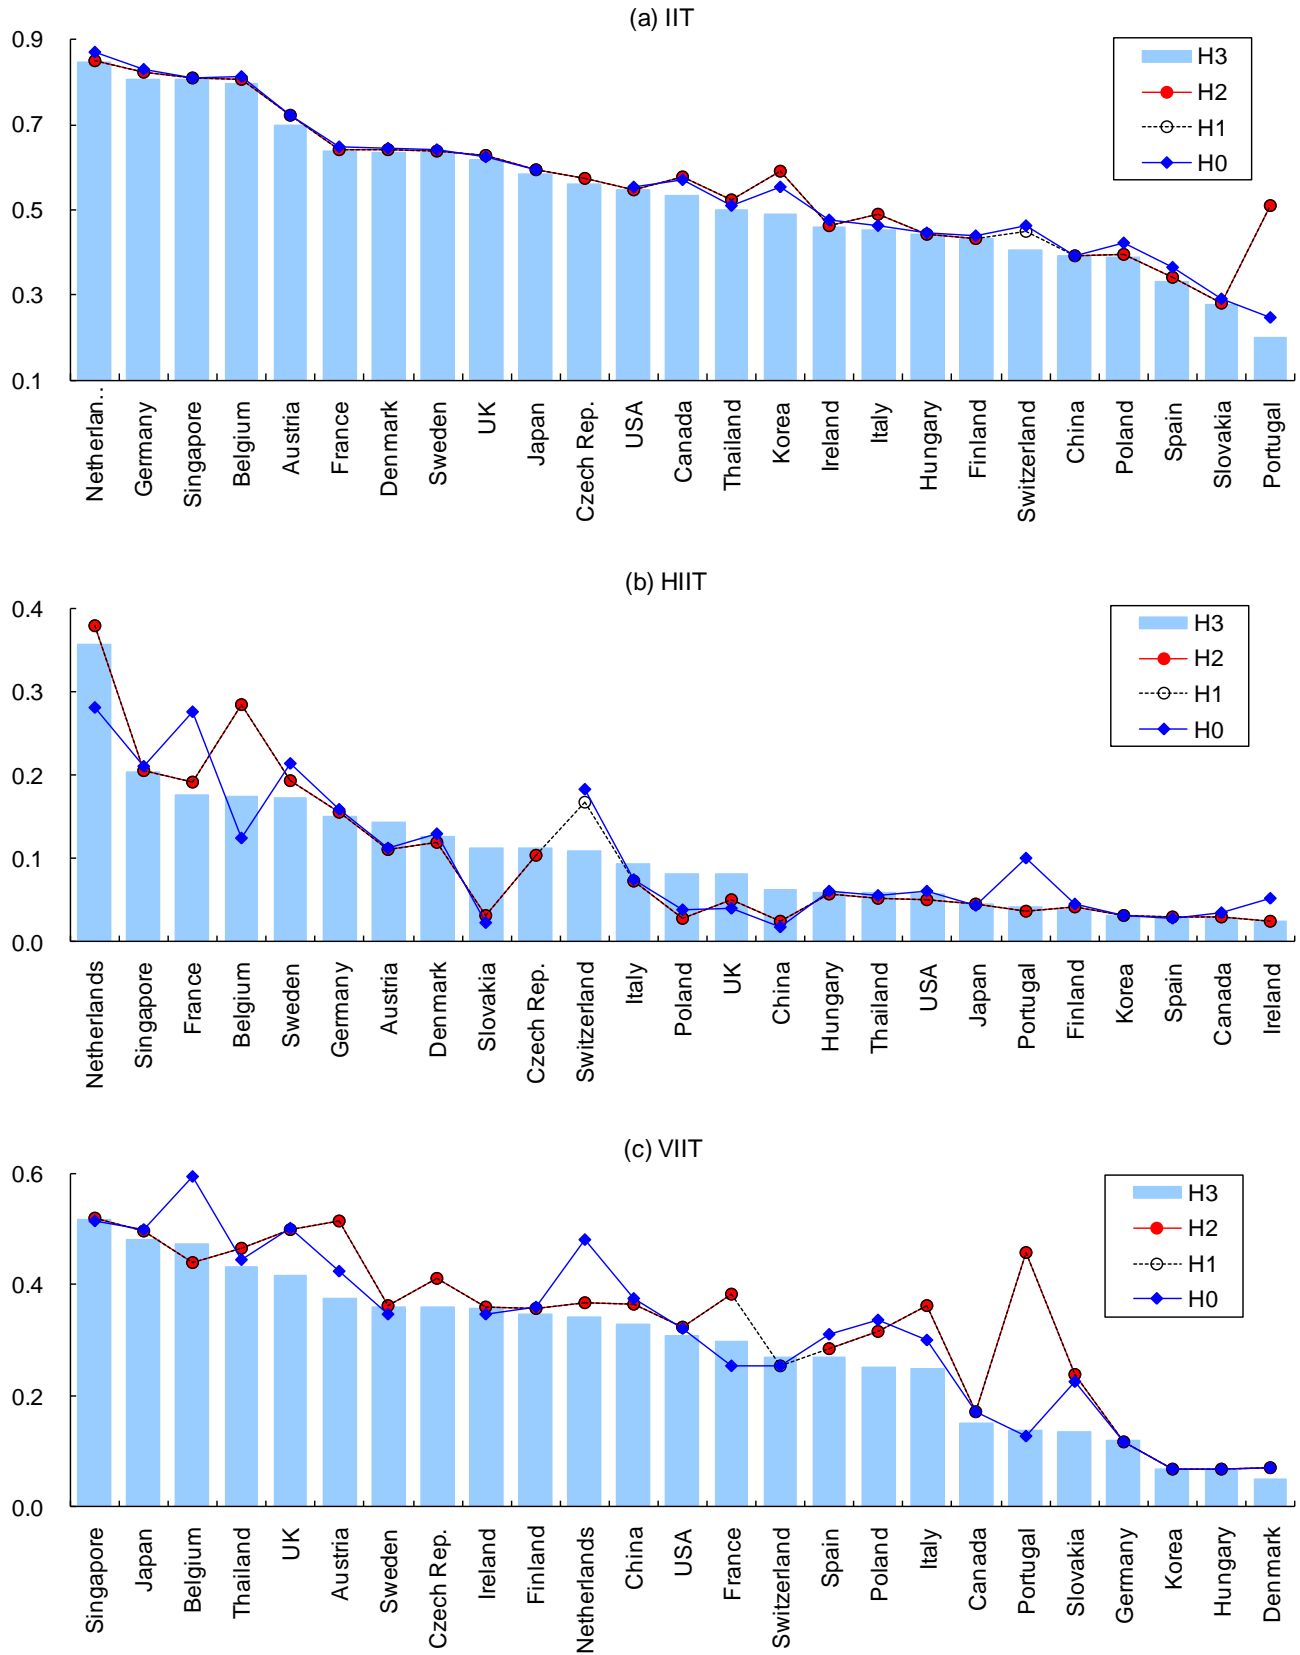 (a) IIT
0.9
0.7
0.5
0.3
0.1
H3
H2
H1
H0
Netherlan..
Germany
Singapore
Belgium
Austria
France
Denmark
Sweden
UK
Japan
Czech Rep.
USA
Canada
Thailand
Korea
Ireland
Italy
Hungary
Finland
Switzerland
China
Poland
Spain
Slovakia
Portugal
(b) HIIT
0.4
0.3
0.2
0.1
0.0
H3
H2
H1
H0
Netherlands
Singapore
France
Belgium
Sweden
Germany
Austria
Denmark
Slovakia
Czech Rep.
Switzerland
Italy
Poland
UK
China
Hungary
Thailand
USA
Japan
Portugal
Finland
Korea
Spain
Canada
Ireland
(c) VIIT
0.6
0.4
0.2
0.0
H3
H2
H1
H0
Singapore
Japan
Belgium
Thailand
UK
Austria
Sweden
Czech Rep.
Ireland
Finland
Netherlands
China
USA
France
Switzerland
Spain
Poland
Italy
Canada
Portugal
Slovakia
Germany
Korea
Hungary
Denmark